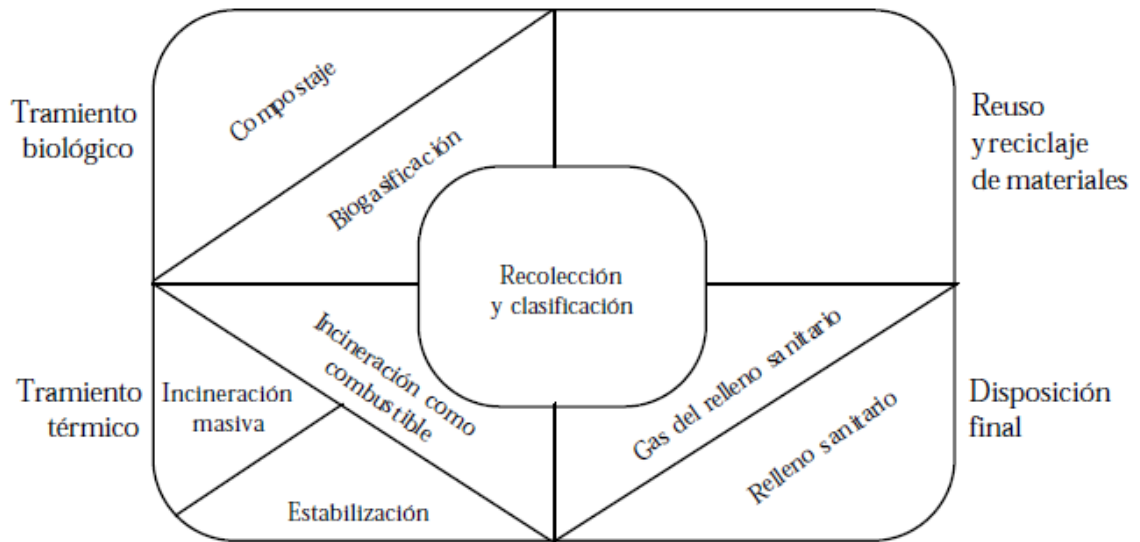 Compostaje
Tramiento
biológico
Biogasificación
Reuso
y reciclaje
de materiales
Recolección
y clasificación
Tramiento
térmico
Incineración
masiva
Incineración como
combustible
Estabilización
Gas del relleno sanitario
Relleno sanitario
Disposición
final